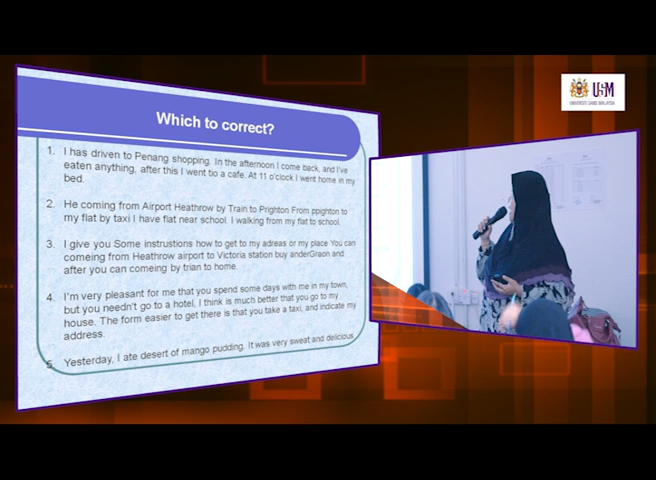 USM
UNIVERSITI SAINS MALAYSIA
Which to correct?
1. I has driven to Penang shopping. In the afternoon I come back, and I've
eaten anything, after this I went tio a cafe. At 11 o'clock I went home in my
bed.
2. He coming from Airport Heathrow by Train to Prighton From ppighton to
my flat by taxi I have flat near school. I walking from my flat to school.
3. I give you Some instrustions how to get to my adreas or my place You can
comeing from Heathrow airport to Victoria station buy anderGraon and
after you can comeing by trian to home.
4. I'm very pleasant for me that you spend some days with me in my town,
but you needn't go to a hotel, I think is much better that you go to my
house. The form easier to get there is that you take a taxi, and indicate my
address.
5. Yesterday, I ate desert of mango pudding. It was very sweat and delicious.